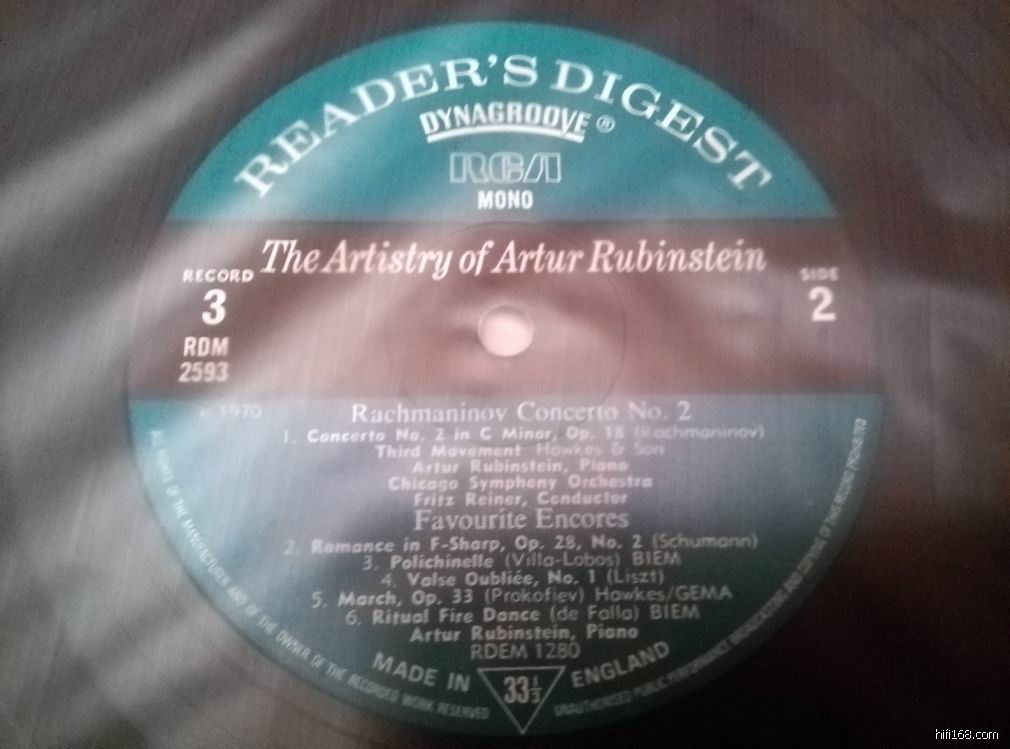 READER'S DIGEST
DYNAGROOVE ®
RCA
MONO
The Artistry of Artur Rubinstein
RECORD
3
RDM
2593
SIDE
2
1970
Rachmaninov Concerto No. 2
1. Concerto No. 2 in C Minor, Op. 18 (Rachmaninov)
Third Movement Hawkes & Son
Artur Rubinstein, Piano
Chicago Symphony Orchestra
Fritz Reiner, Conductor
Favourite Encores
2. Romance in F-Sharp, Op. 28, No. 2 (Schumann)
3. Polichinelle (Villa-Lobos) BIEM
4. Valse Oubliée, No. 1 (Liszt)
5. March, Op. 33 (Prokofiev) Hawkes/GEMA
6. Ritual Fire Dance (de Falla) BIEM
Artur Rubinstein, Piano
RDEM 1280
MADE IN ENGLAND
33 1/3
ALL RIGHTS OF THE MANUFACTURER AND OF THE OWNER OF THE RECORDED WORK RESERVED
UNAUTHORISED PUBLIC PERFORMANCE BROADCASTING AND COPYING OF THIS RECORD PROHIBITED
hifi168.com